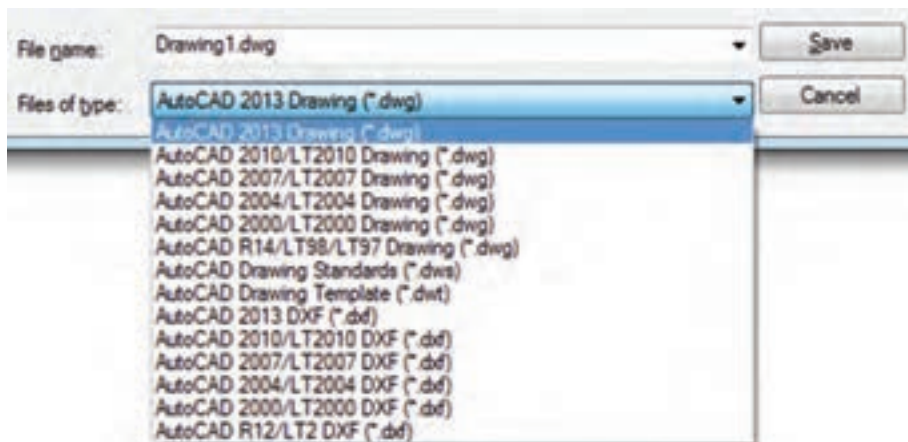 File name: Drawing1.dwg Save
Files of type: AutoCAD 2013 Drawing (*.dwg) Cancel
AutoCAD 2013 Drawing (*.dwg)
AutoCAD 2010/LT2010 Drawing (*.dwg)
AutoCAD 2007/LT2007 Drawing (*.dwg)
AutoCAD 2004/LT2004 Drawing (*.dwg)
AutoCAD 2000/LT2000 Drawing (*.dwg)
AutoCAD R14/LT98/LT97 Drawing (*.dwg)
AutoCAD Drawing Standards (*.dws)
AutoCAD Drawing Template (*.dwt)
AutoCAD 2013 DXF (*.dxf)
AutoCAD 2010/LT2010 DXF (*.dxf)
AutoCAD 2007/LT2007 DXF (*.dxf)
AutoCAD 2004/LT2004 DXF (*.dxf)
AutoCAD 2000/LT2000 DXF (*.dxf)
AutoCAD R12/LT2 DXF (*.dxf)